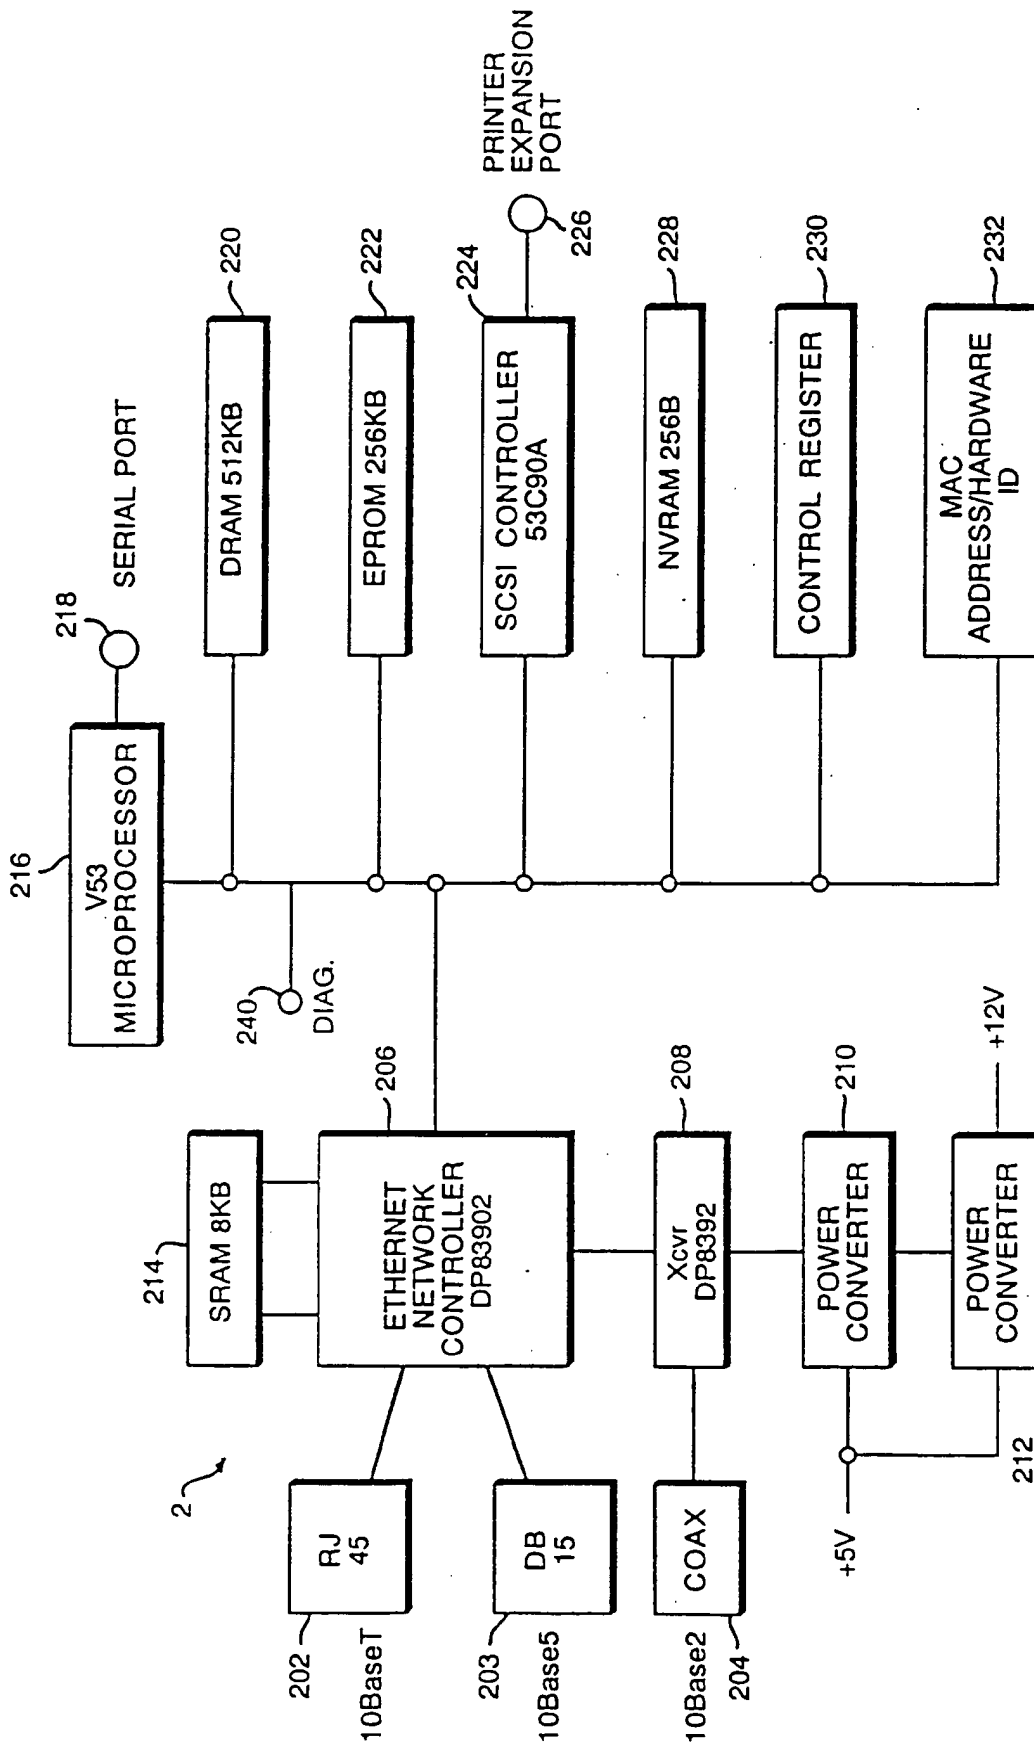 2
202
RJ
45
10BaseT
203
DB
15
10Base5
204
COAX
10Base2
214
SRAM 8KB
206
ETHERNET
NETWORK
CONTROLLER
DP83902
208
Xcvr
DP8392
210
POWER
CONVERTER
212
POWER
CONVERTER
+5V
+12V
216
V53
MICROPROCESSOR
218
SERIAL PORT
240
DIAG.
220
DRAM 512KB
222
EPROM 256KB
224
SCSI CONTROLLER
53C90A
226
PRINTER
EXPANSION
PORT
228
NVRAM 256B
230
CONTROL REGISTER
232
MAC
ADDRESS/HARDWARE
ID